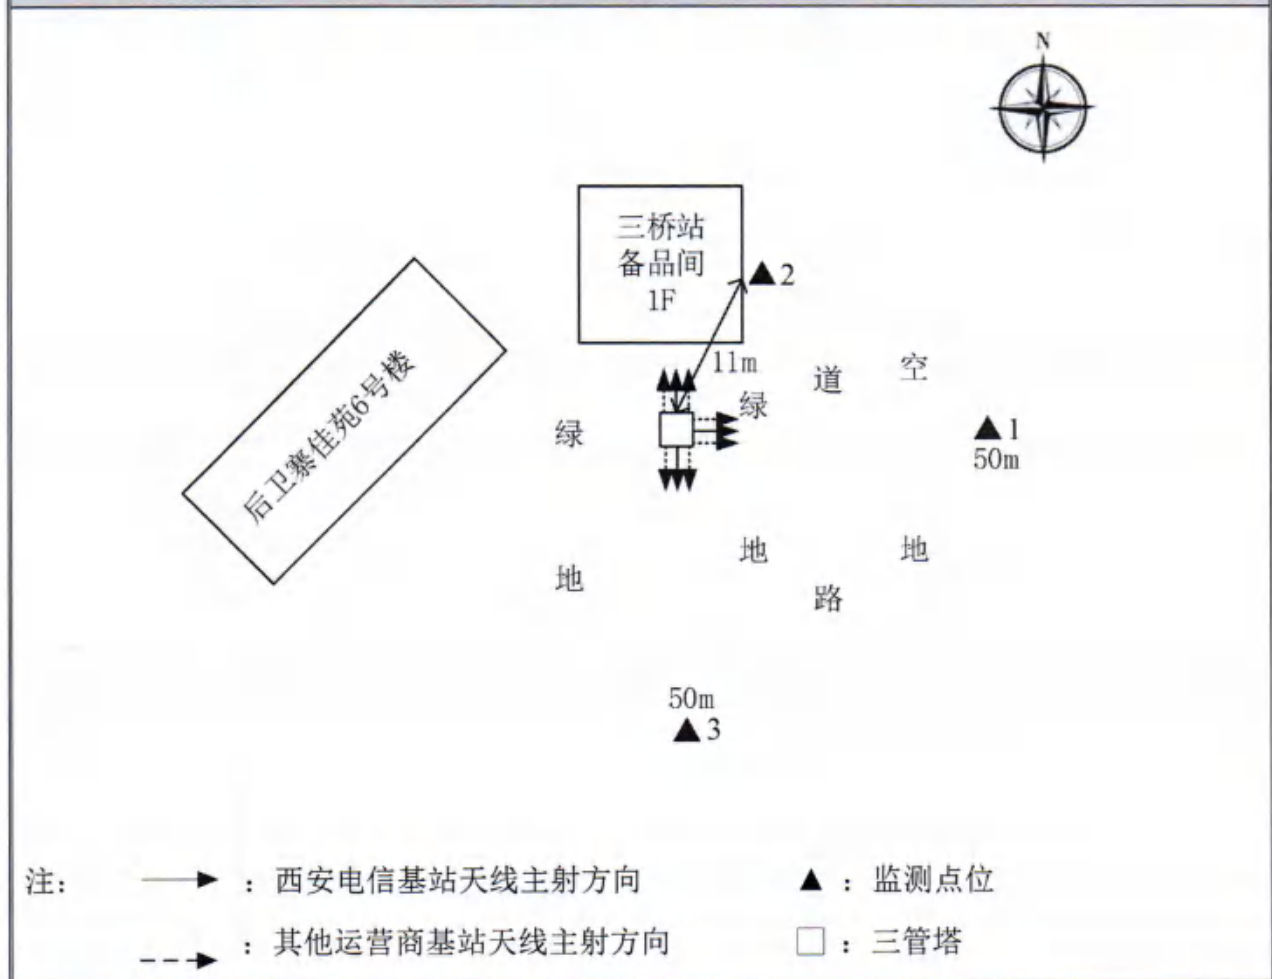 N
三桥站
备品间
1F
2
11m
道
空
绿
绿
1
50m
后卫寨佳苑6号楼
地
地
地
路
50m
3
注：
：西安电信基站天线主射方向
▲：监测点位
：其他运营商基站天线主射方向
□：三管塔